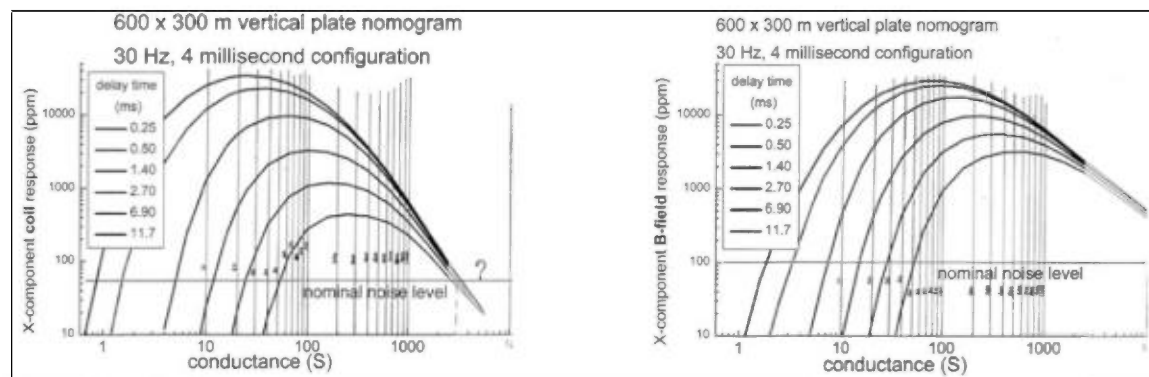 600 x 300 m vertical plate nomogram
30 Hz, 4 millisecond configuration
delay time
(ms)
0.25
0.50
1.40
2.70
6.90
11.7
X-component coil response (ppm)
10000
1000
100
10
?
nominal noise level
1
10
100
1000
conductance (S)
600 x 300 m vertical plate nomogram
30 Hz, 4 millisecond configuration
delay time
(ms)
0.25
0.50
1.40
2.70
6.90
11.7
X-component B-field response (ppm)
10000
1000
100
10
nominal noise level
1
10
100
1000
conductance (S)